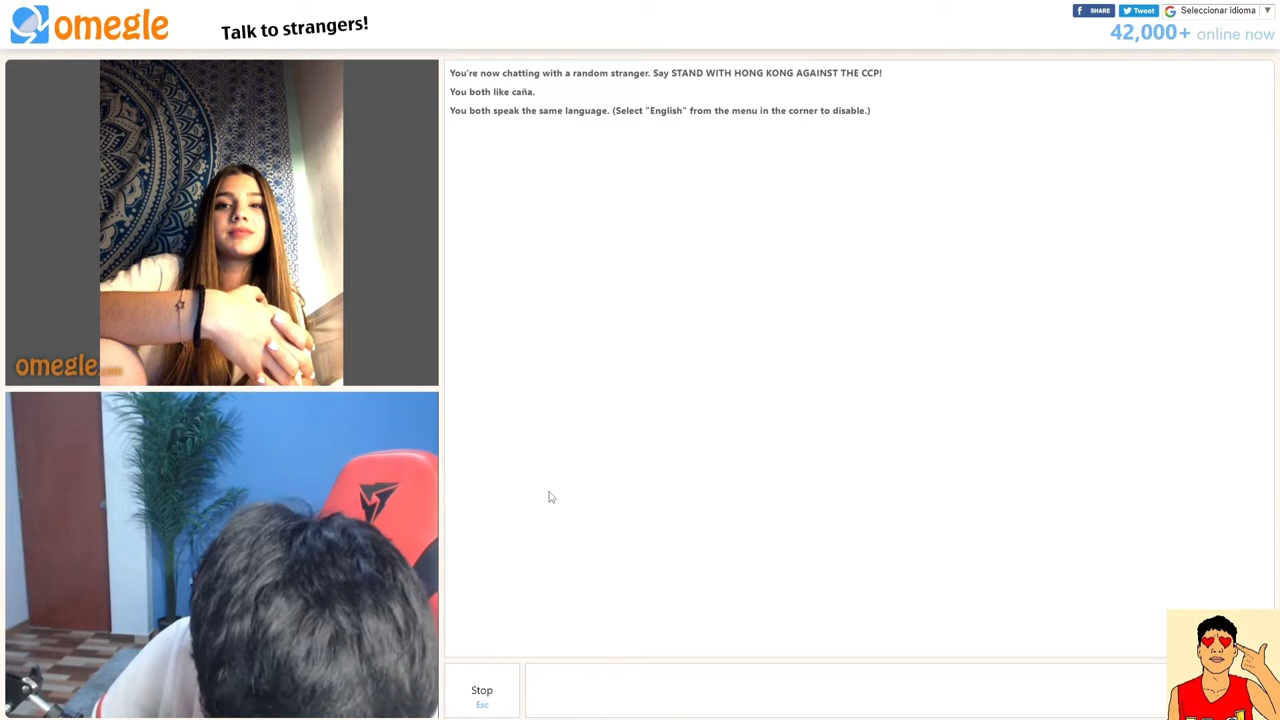 omegle
Talk to strangers!
SHARE
Tweet
Seleccionar idioma
42,000+ online now
You're now chatting with a random stranger. Say STAND WITH HONG KONG AGAINST THE CCP!
You both like caña.
You both speak the same language. (Select "English" from the menu in the corner to disable.)
omegle.com
Stop
Esc